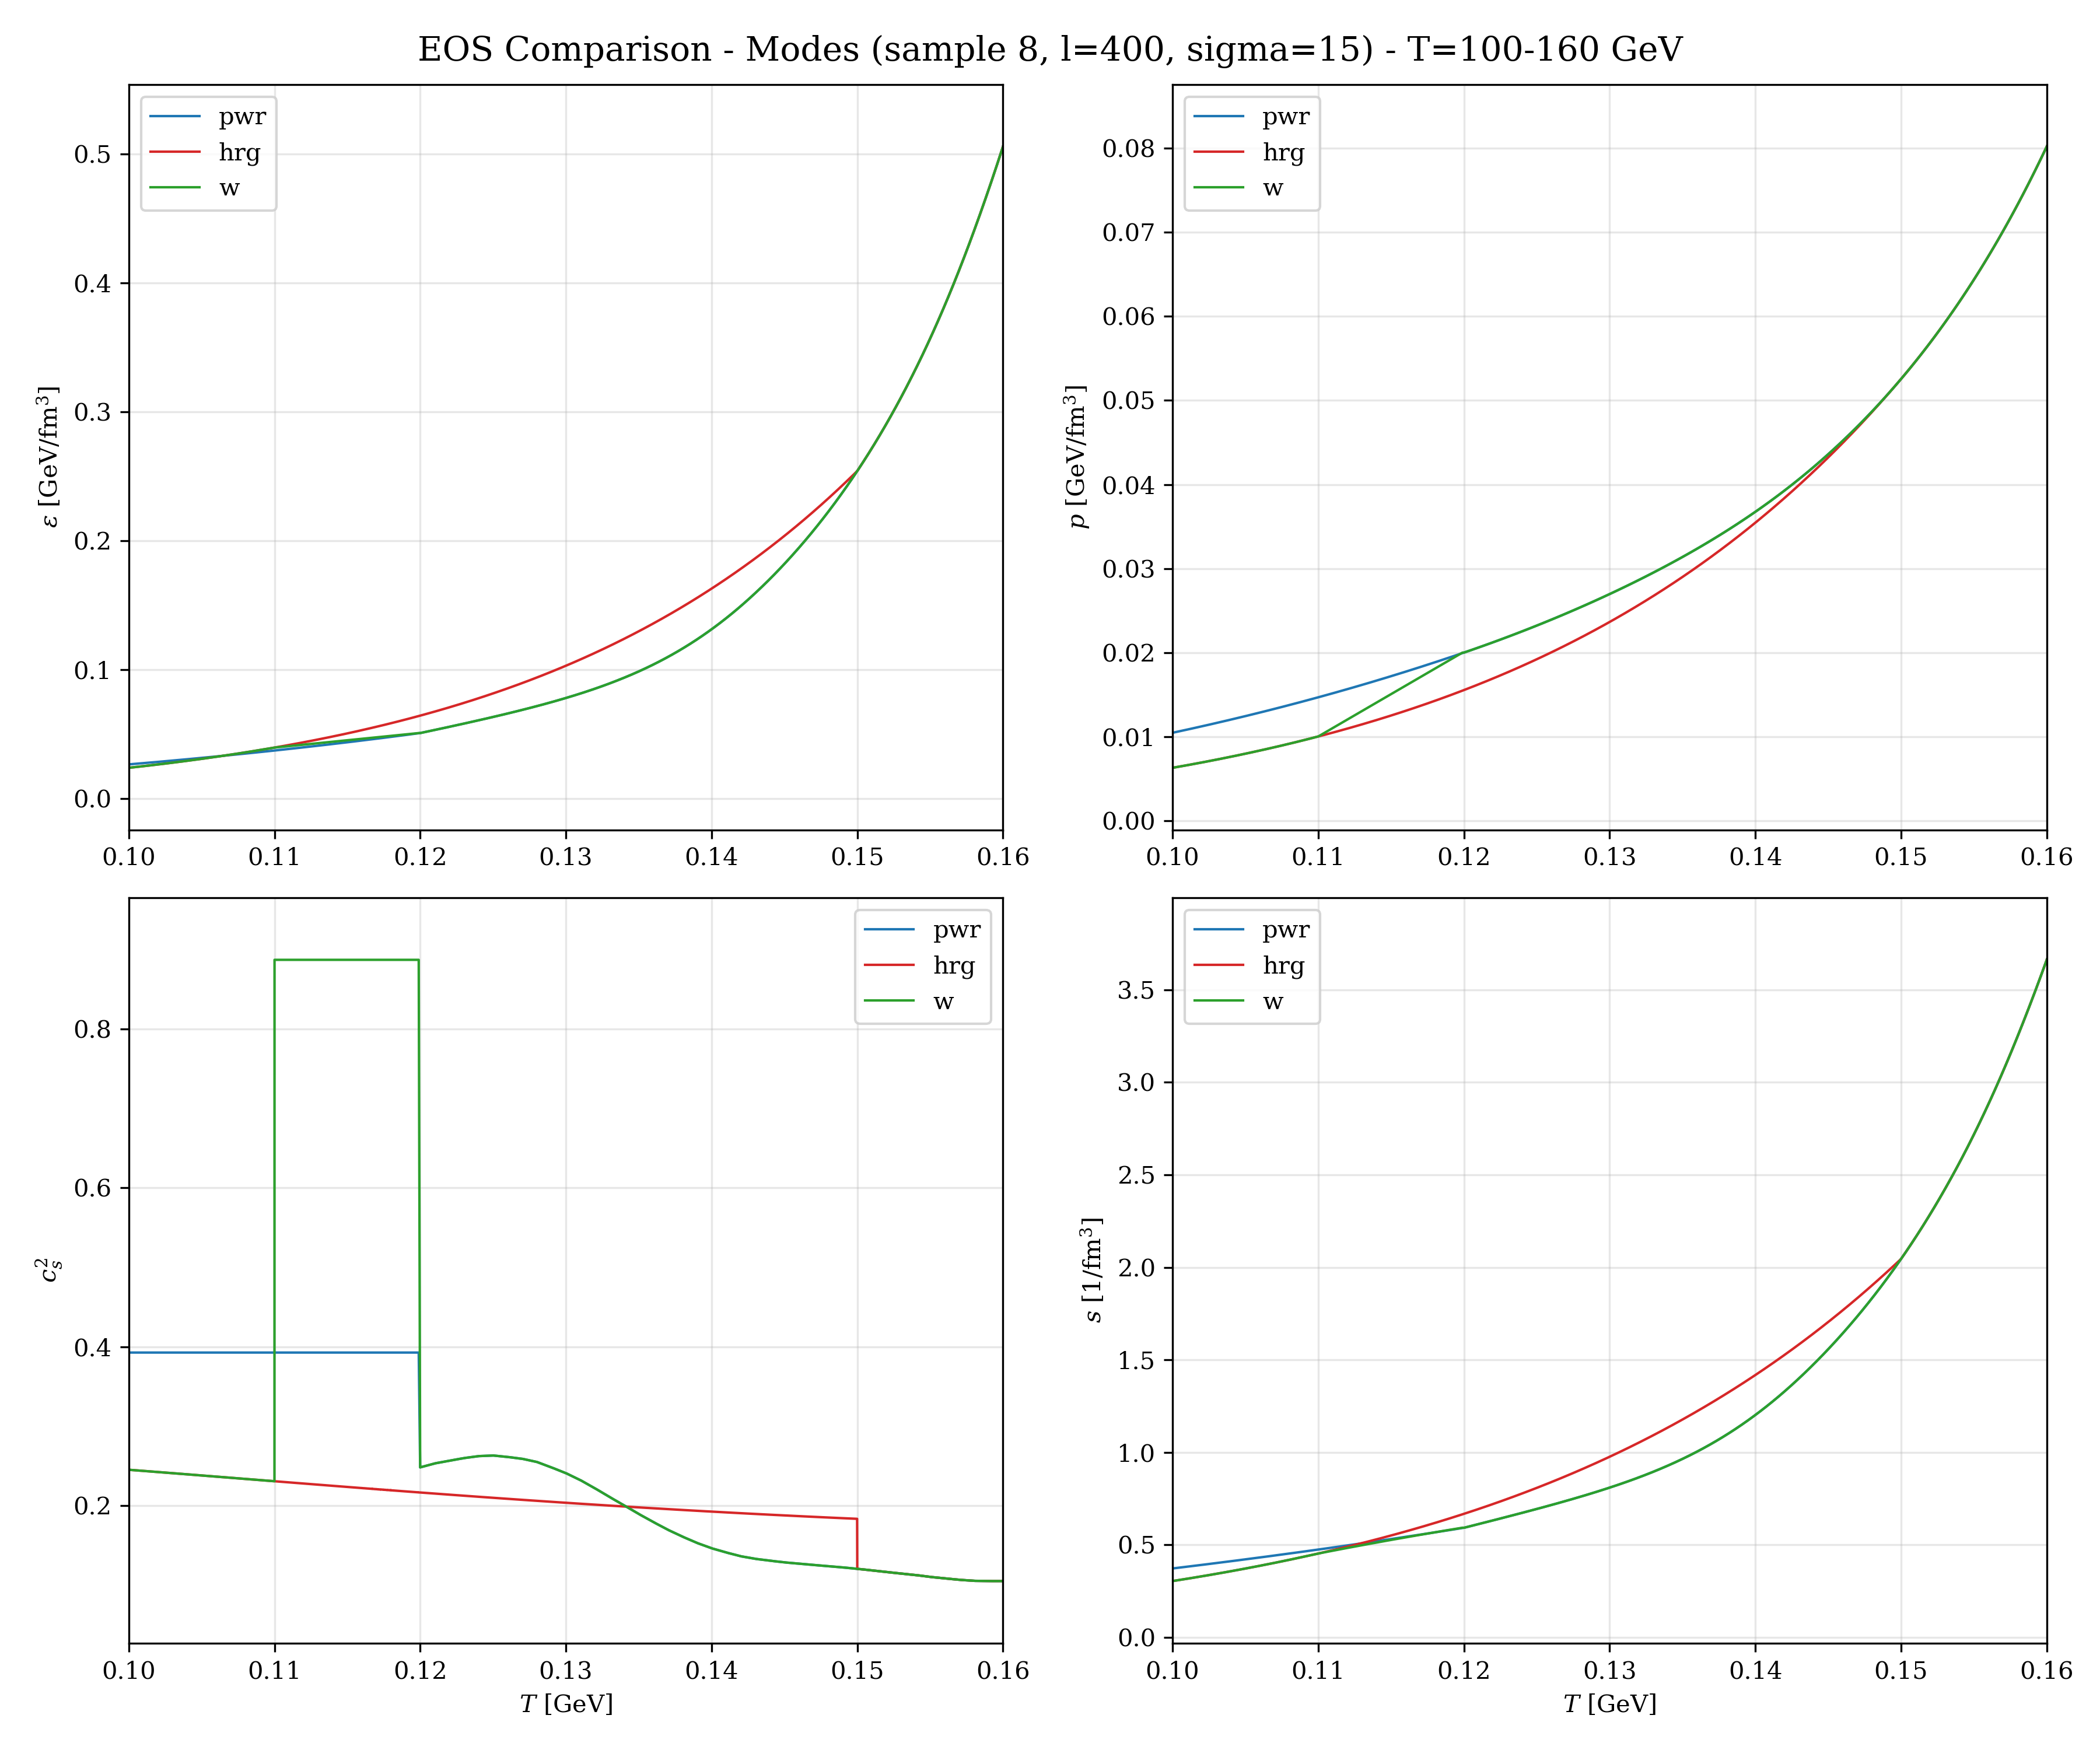 EOS Comparison - Modes (sample 8, l=400, sigma=15) - T=100-160 GeV
pwr
hrg
w
0.5
0.4
0.3
0.2
0.1
0.0
ε [GeV/fm³]
0.10 0.11 0.12 0.13 0.14 0.15 0.16
pwr
hrg
w
0.08
0.07
0.06
0.05
0.04
0.03
0.02
0.01
0.00
p [GeV/fm³]
0.10 0.11 0.12 0.13 0.14 0.15 0.16
pwr
hrg
w
0.8
0.6
0.4
0.2
c_s^2
0.10 0.11 0.12 0.13 0.14 0.15 0.16
T [GeV]
pwr
hrg
w
3.5
3.0
2.5
2.0
1.5
1.0
0.5
0.0
s [1/fm³]
0.10 0.11 0.12 0.13 0.14 0.15 0.16
T [GeV]